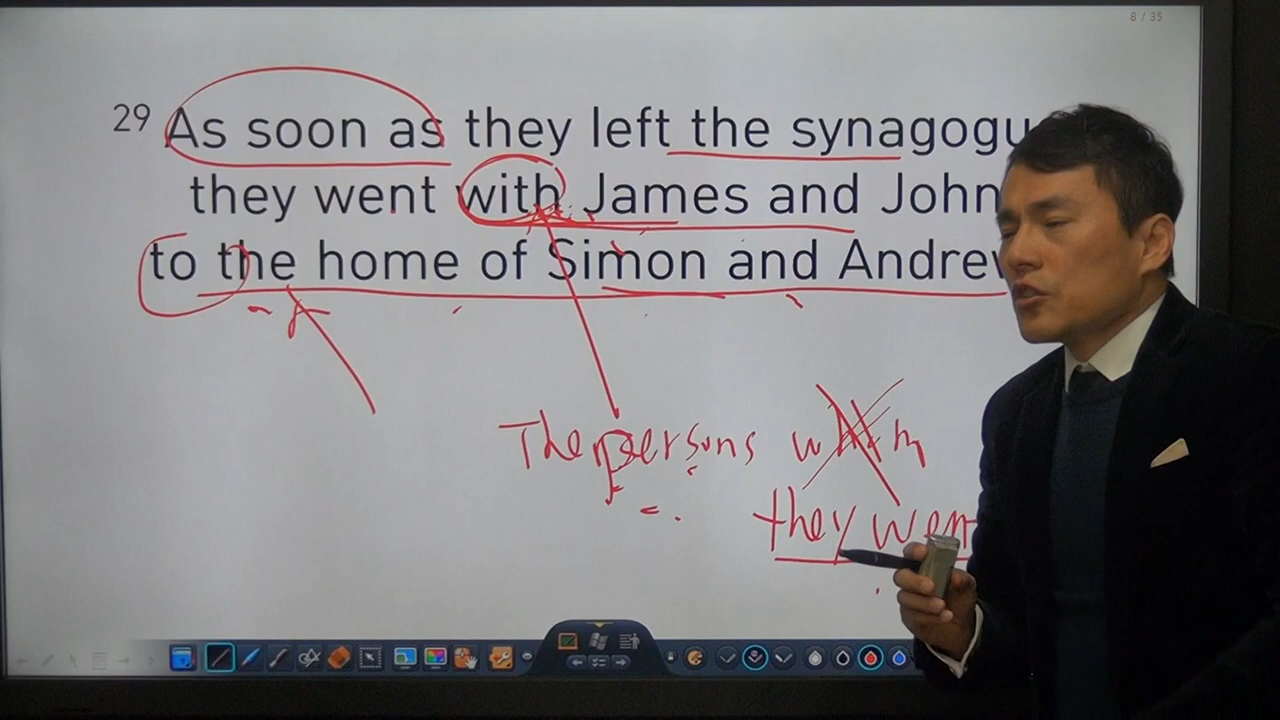 8 / 35
29 As soon as they left the synagogu
they went with James and John
to the home of Simon and Andrew
The persons whom
they went